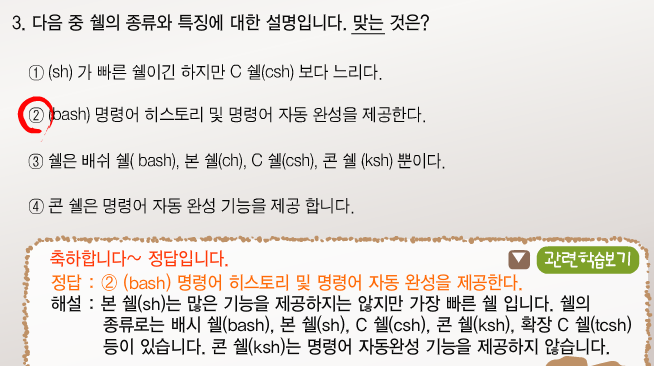 3. 다음 중 쉘의 종류와 특징에 대한 설명입니다. 맞는 것은?
① (sh) 가 빠른 쉘이긴 하지만 C 쉘(csh) 보다 느리다.
② (bash) 명령어 히스토리 및 명령어 자동 완성을 제공한다.
③ 쉘은 배쉬 쉘( bash), 본 쉘(ch), C 쉘(csh), 콘 쉘 (ksh) 뿐이다.
④ 콘 쉘은 명령어 자동 완성 기능을 제공 합니다.
축하합니다~ 정답입니다.
관련학습보기
정답 : ② (bash) 명령어 히스토리 및 명령어 자동 완성을 제공한다.
해설 : 본 쉘(sh)는 많은 기능을 제공하지는 않지만 가장 빠른 쉘 입니다. 쉘의
종류로는 배시 쉘(bash), 본 쉘(sh), C 쉘(csh), 콘 쉘(ksh), 확장 C 쉘(tcsh)
등이 있습니다. 콘 쉘(ksh)는 명령어 자동완성 기능을 제공하지 않습니다.